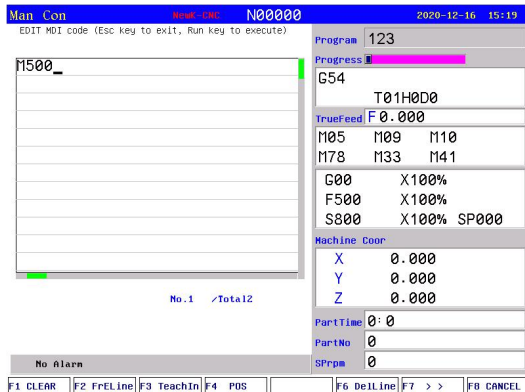 Man Con NewK-CNC N00000 2020-12-16 15:19
EDIT MDI code (Esc key to exit, Run key to execute)
M500_
No.1 /Total2
No Alarm
Program 123
Progress
G54
T01H0D0
TrueFeed F 0.000
M05 M09 M10
M78 M33 M41
G00 X100%
F500 X100%
S800 X100% SP000
Machine Coor
X 0.000
Y 0.000
Z 0.000
PartTime 0: 0
PartNo 0
SPrpm 0
F1 CLEAR F2 FrELine F3 TeachIn F4 POS F6 DelLine F7 > > F8 CANCEL